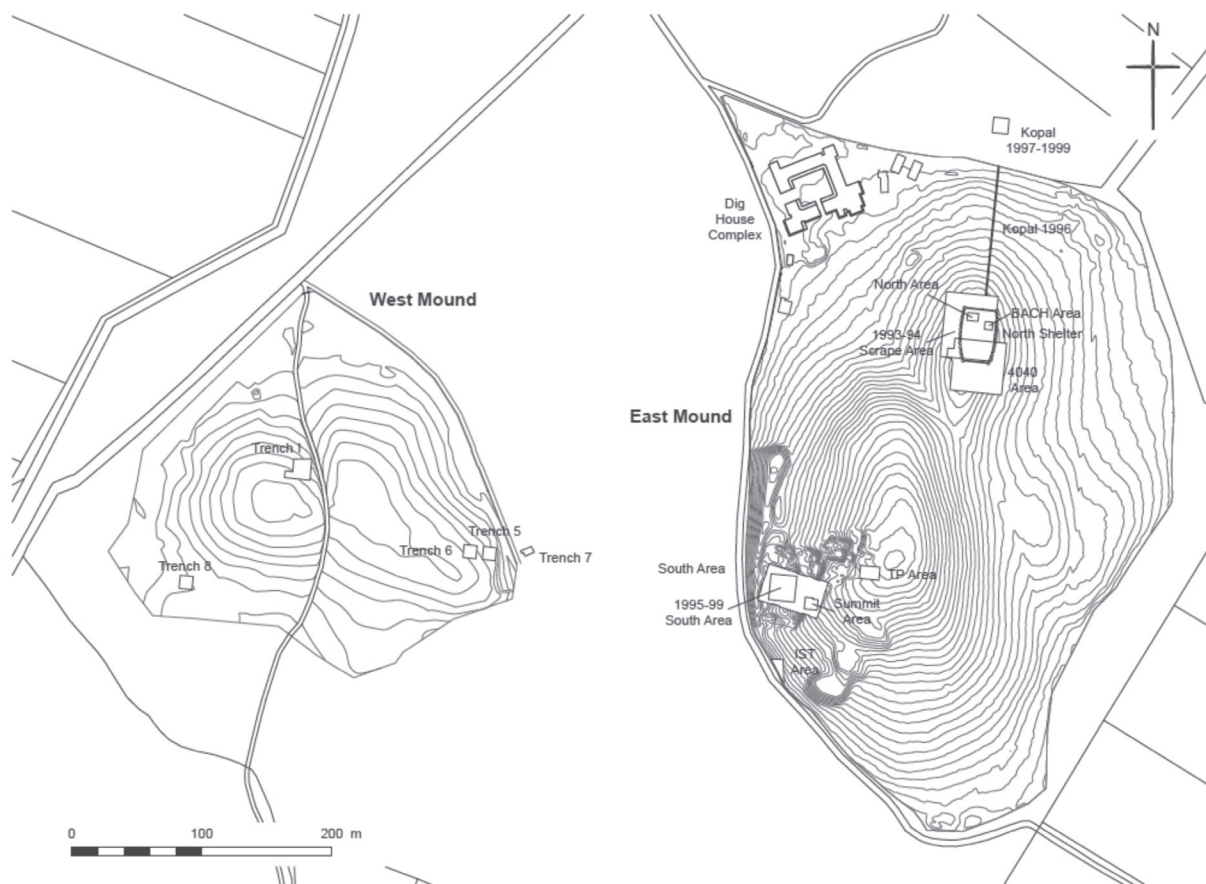 N
Kopal
1997-1999
Dig
House
Complex
Kopal 1996
North Area
BACH Area
North Shelter
1993-94
Scrape Area
4040
Area
West Mound
East Mound
Trench 1
Trench 5
Trench 6
Trench 7
Trench 8
South Area
TP Area
1995-99
South Area
Summit
Area
IST
Area
0 100 200 m